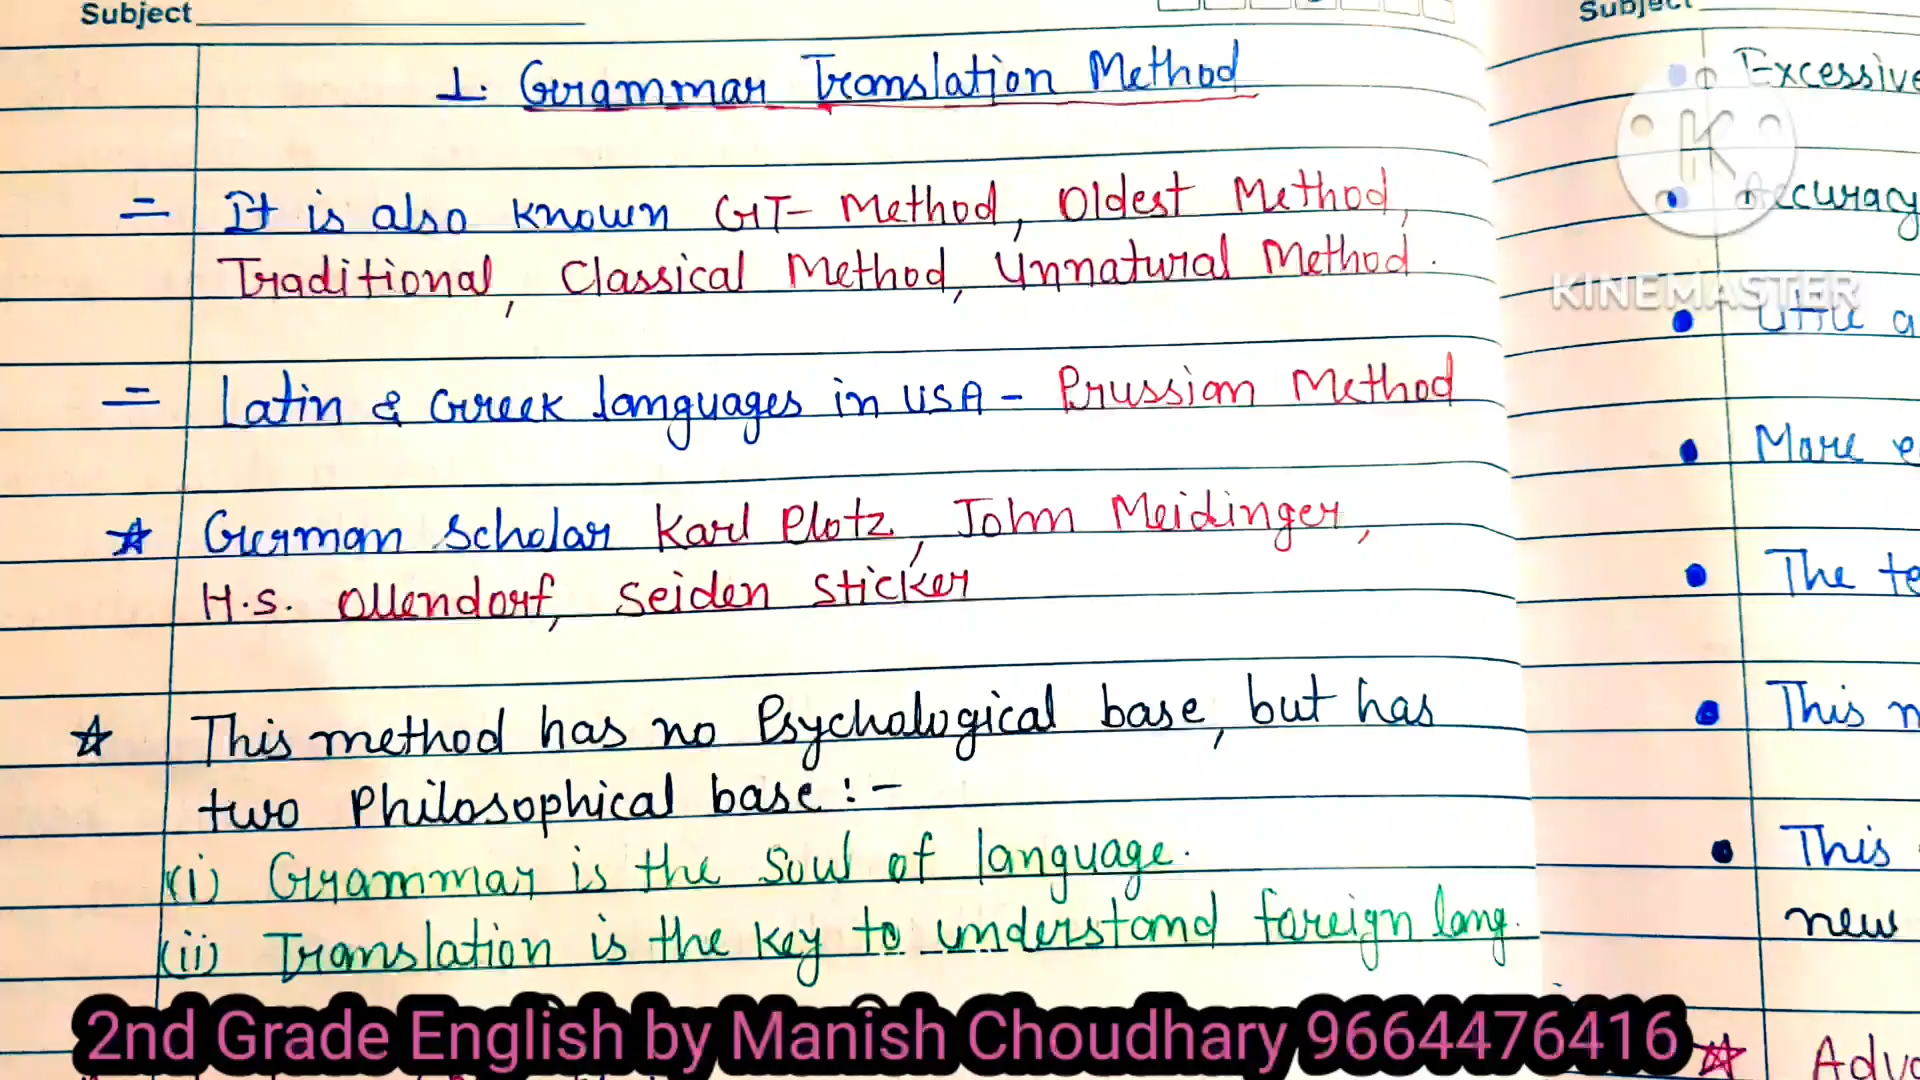 Subject
1. Grammar Translation Method
= It is also known GT- Method, Oldest Method,
Traditional, Classical Method, Unnatural Method.
= Latin & Greek languages in USA - Prussian Method
☆ German scholar Karl Plotz, John Meidinger,
H.S. Ollendorf, Seiden Sticker
☆ This method has no Psychological base, but has
two Philosophical base :-
(i) Grammar is the Soul of language.
(ii) Translation is the key to understand foreign lang.
Subject
Excessive
Accuracy
More e
The te
This
This
new
☆ Adv
K
KINEMASTER
2nd Grade English by Manish Choudhary 9664476416